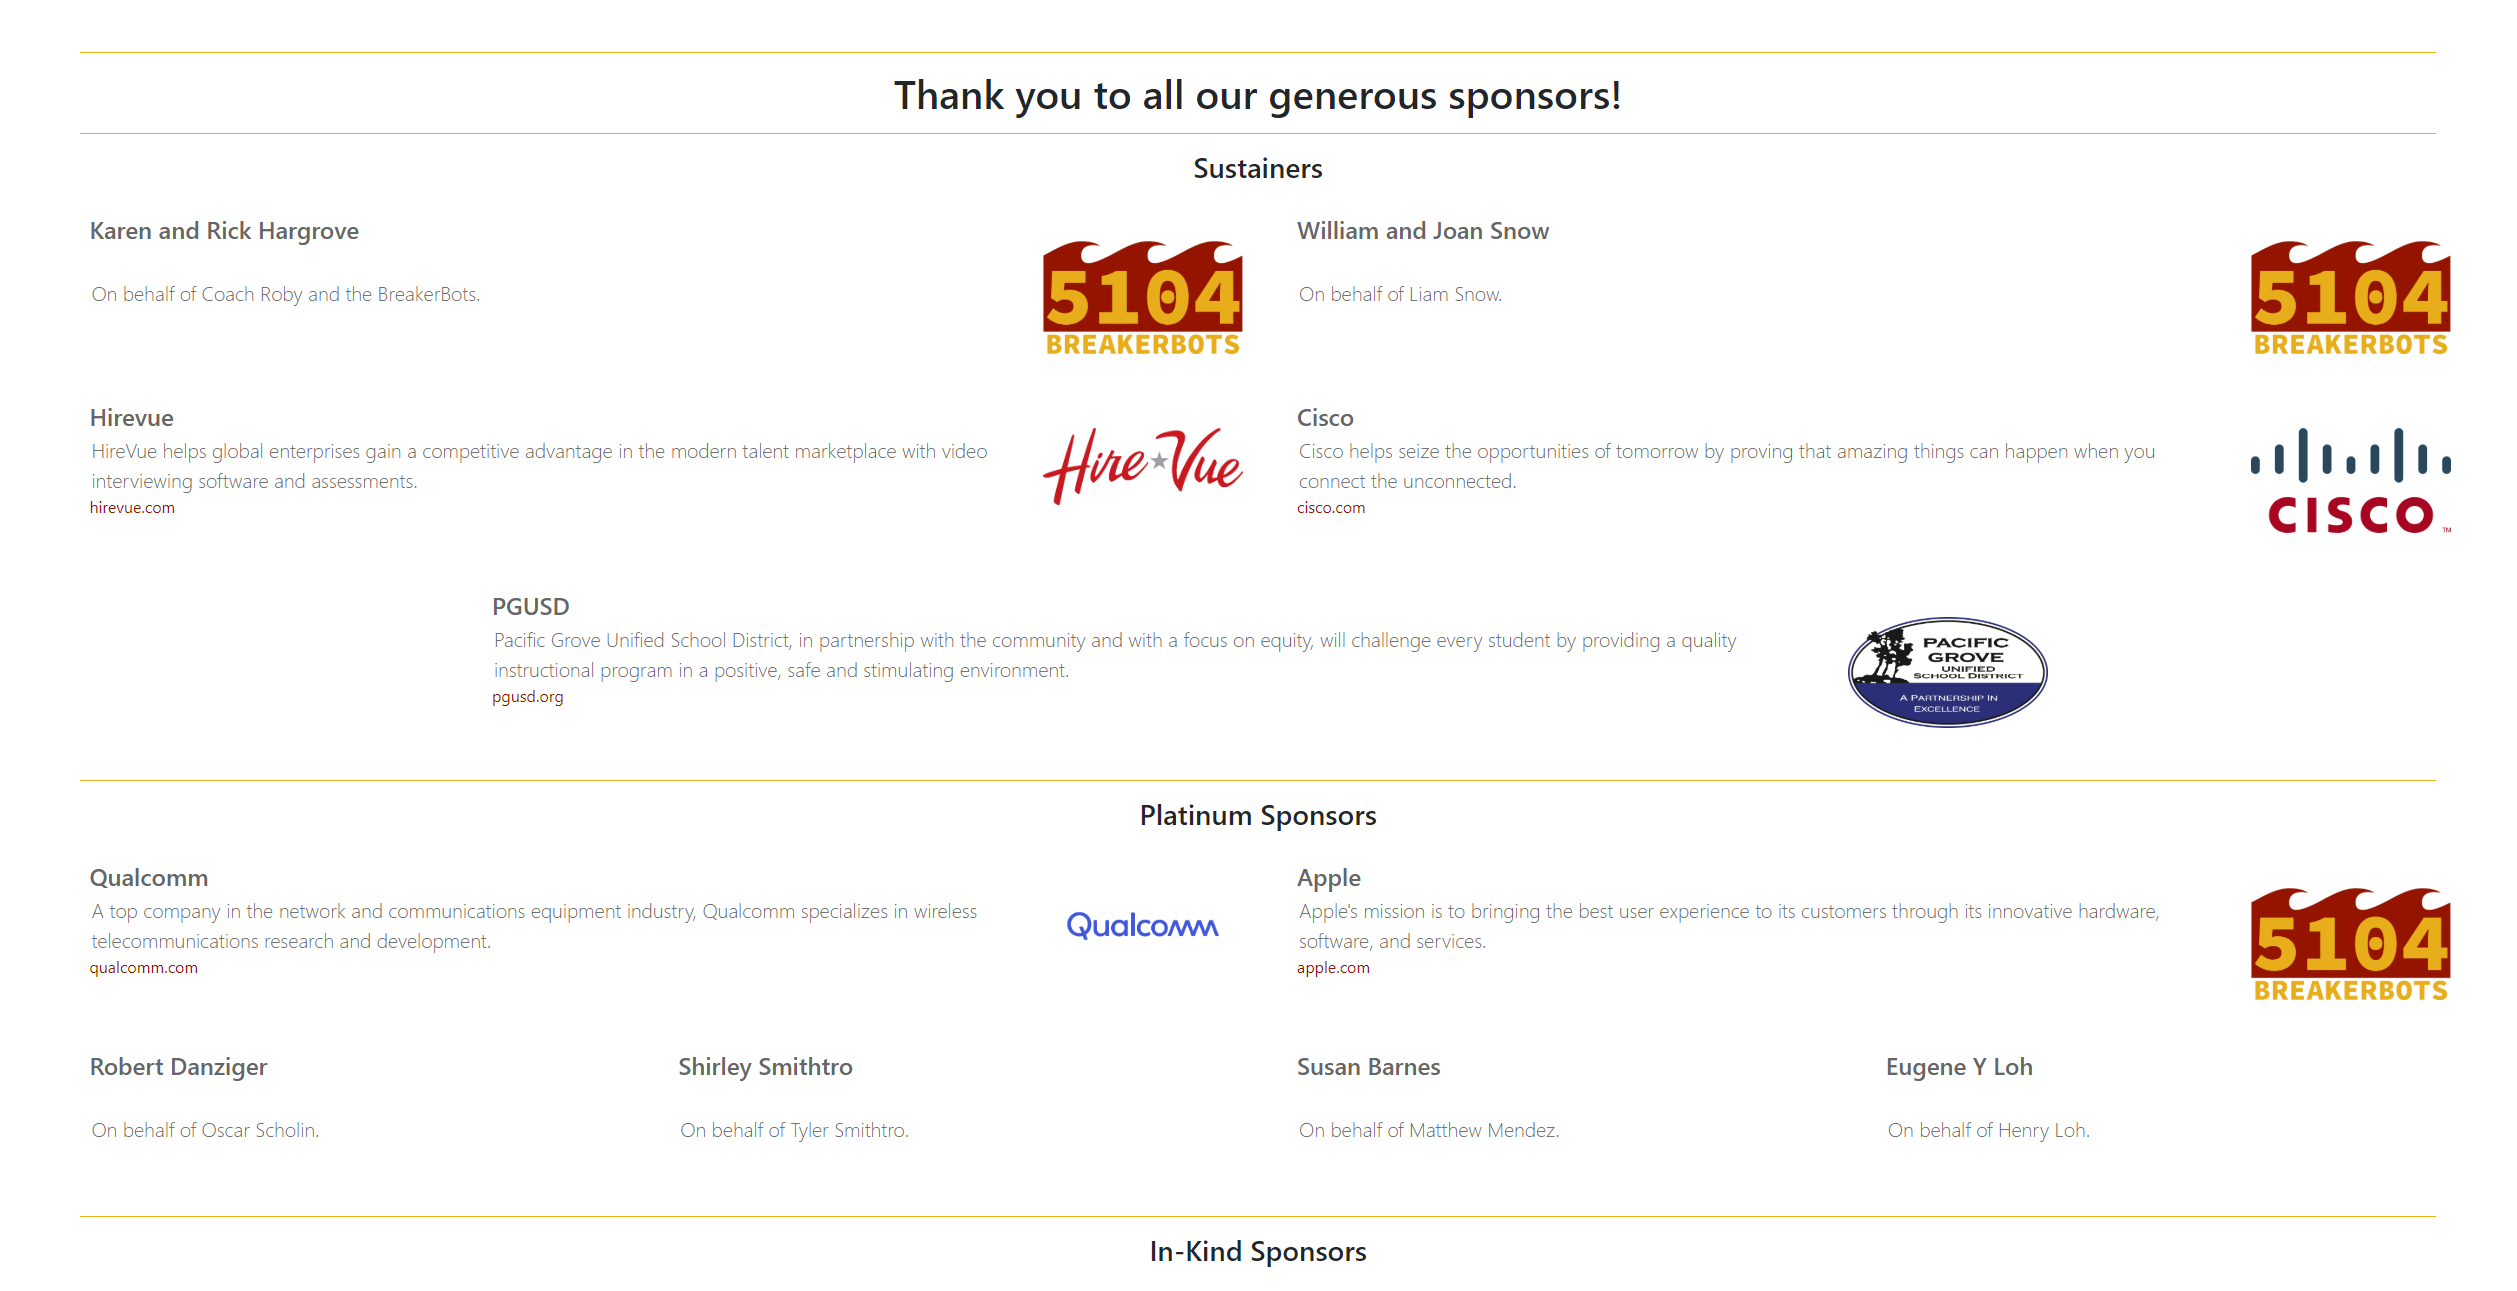 Thank you to all our generous sponsors!
Sustainers
Karen and Rick Hargrove
On behalf of Coach Roby and the BreakerBots.
5104
BREAKERBOTS
William and Joan Snow
On behalf of Liam Snow.
5104
BREAKERBOTS
Hirevue
HireVue helps global enterprises gain a competitive advantage in the modern talent marketplace with video
interviewing software and assessments.
hirevue.com
Hire Vue
Cisco
Cisco helps seize the opportunities of tomorrow by proving that amazing things can happen when you
connect the unconnected.
cisco.com
CISCO™
PGUSD
Pacific Grove Unified School District, in partnership with the community and with a focus on equity, will challenge every student by providing a quality
instructional program in a positive, safe and stimulating environment.
pgusd.org
PACIFIC
GROVE
UNIFIED
SCHOOL DISTRICT
A PARTNERSHIP IN
EXCELLENCE
Platinum Sponsors
Qualcomm
A top company in the network and communications equipment industry, Qualcomm specializes in wireless
telecommunications research and development.
qualcomm.com
Qualcomm
Apple
Apple's mission is to bringing the best user experience to its customers through its innovative hardware,
software, and services.
apple.com
5104
BREAKERBOTS
Robert Danziger
On behalf of Oscar Scholin.
Shirley Smithtro
On behalf of Tyler Smithtro.
Susan Barnes
On behalf of Matthew Mendez.
Eugene Y Loh
On behalf of Henry Loh.
In-Kind Sponsors